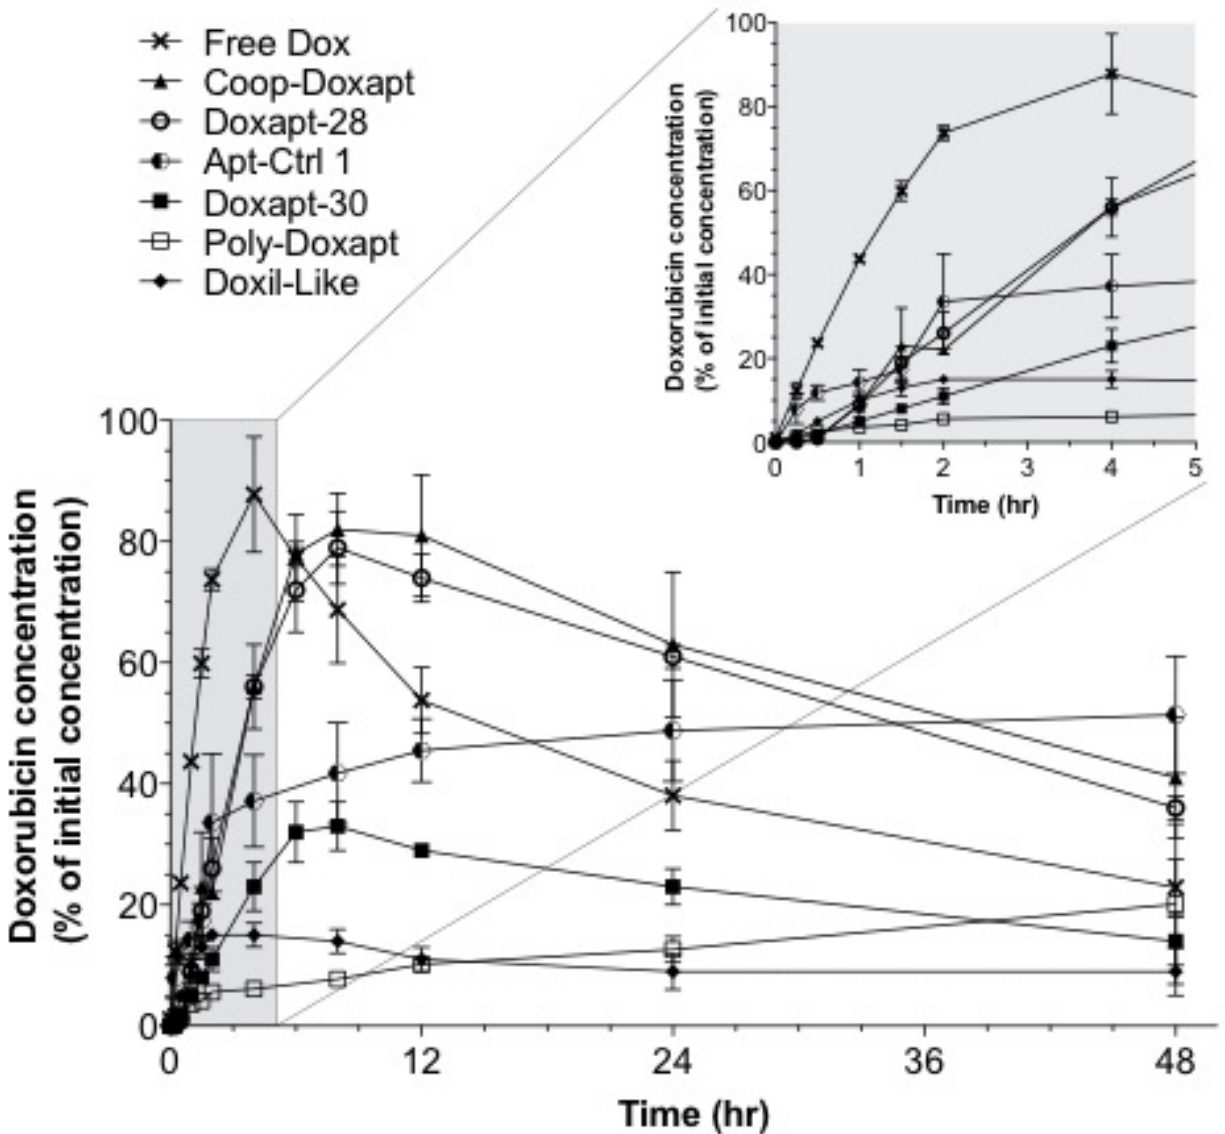 Free Dox
Coop-Doxapt
Doxapt-28
Apt-Ctrl 1
Doxapt-30
Poly-Doxapt
Doxil-Like
Doxorubicin concentration
(% of initial concentration)
100
80
60
40
20
0
0 1 2 3 4 5
Time (hr)
Doxorubicin concentration
(% of initial concentration)
100
80
60
40
20
0
0 12 24 36 48
Time (hr)